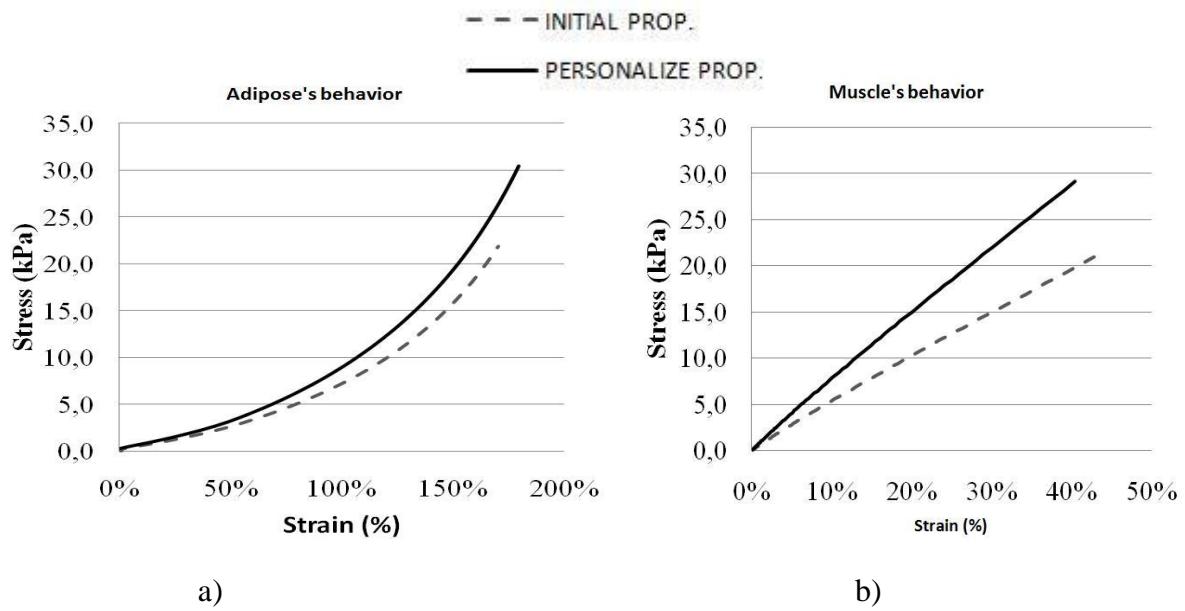 INITIAL PROP.
PERSONALIZE PROP.
Adipose's behavior
35,0
30,0
25,0
20,0
15,0
10,0
5,0
0,0
Stress (kPa)
0% 50% 100% 150% 200%
Strain (%)
a)
Muscle's behavior
35,0
30,0
25,0
20,0
15,0
10,0
5,0
0,0
Stress (kPa)
0% 10% 20% 30% 40% 50%
Strain (%)
b)